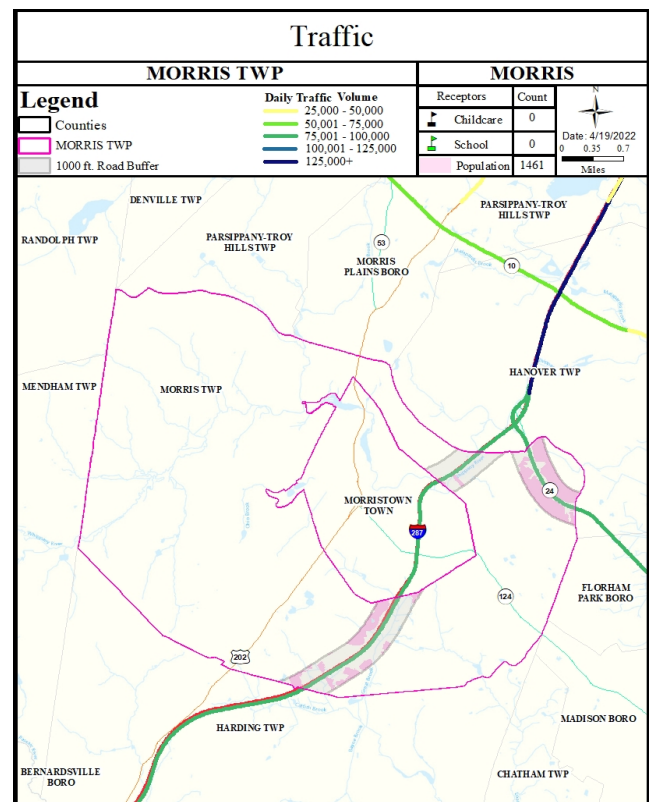 Traffic
MORRIS TWP
MORRIS
Legend
Counties
MORRIS TWP
1000 ft. Road Buffer
Daily Traffic Volume
25,000 - 50,000
50,001 - 75,000
75,001 - 100,000
100,001 - 125,000
125,000+
Receptors Count
Childcare 0
School 0
Population 1461
N
Date: 4/19/2022
0 0.35 0.7
Miles
DENVILLE TWP
PARSIPPANY-TROY
HILLS TWP
RANDOLPH TWP
PARSIPPANY-TROY
HILLS TWP
53
MORRIS
PLAINS BORO
10
HANOVER TWP
MENDHAM TWP
MORRIS TWP
24
MORRISTOWN
TOWN
287
FLORHAM
PARK BORO
124
202
HARDING TWP
MADISON BORO
BERNARDSVILLE
BORO
CHATHAM TWP